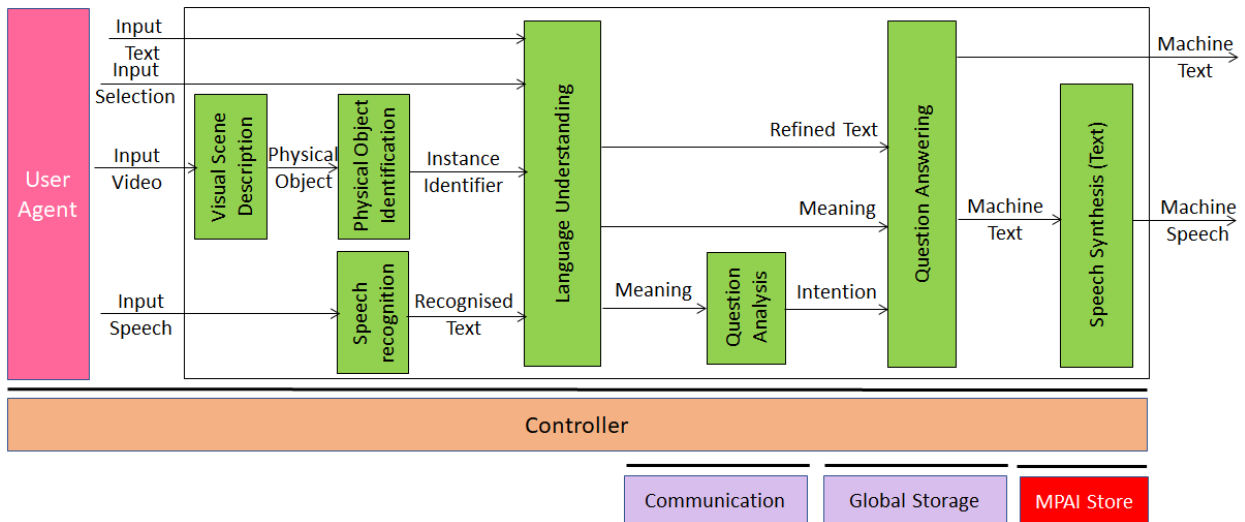 User
Agent
Input
Text
Input
Selection
Input
Video
Input
Speech
Visual Scene
Description
Physical
Object
Physical Object
Identification
Instance
Identifier
Speech
recognition
Recognised
Text
Language Understanding
Refined Text
Meaning
Meaning
Question
Analysis
Intention
Question Answering
Machine
Text
Machine
Text
Speech Synthesis (Text)
Machine
Speech
Controller
Communication
Global Storage
MPAI Store